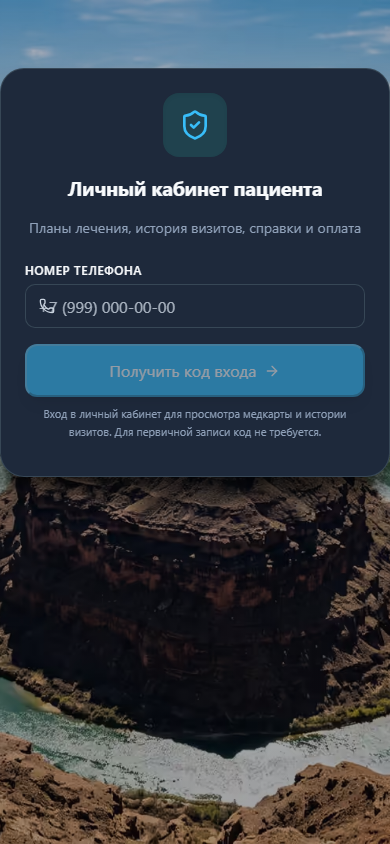 Личный кабинет пациента
Планы лечения, история визитов, справки и оплата
НОМЕР ТЕЛЕФОНА
7 (999) 000-00-00
Получить код входа →
Вход в личный кабинет для просмотра медкарты и истории
визитов. Для первичной записи код не требуется.